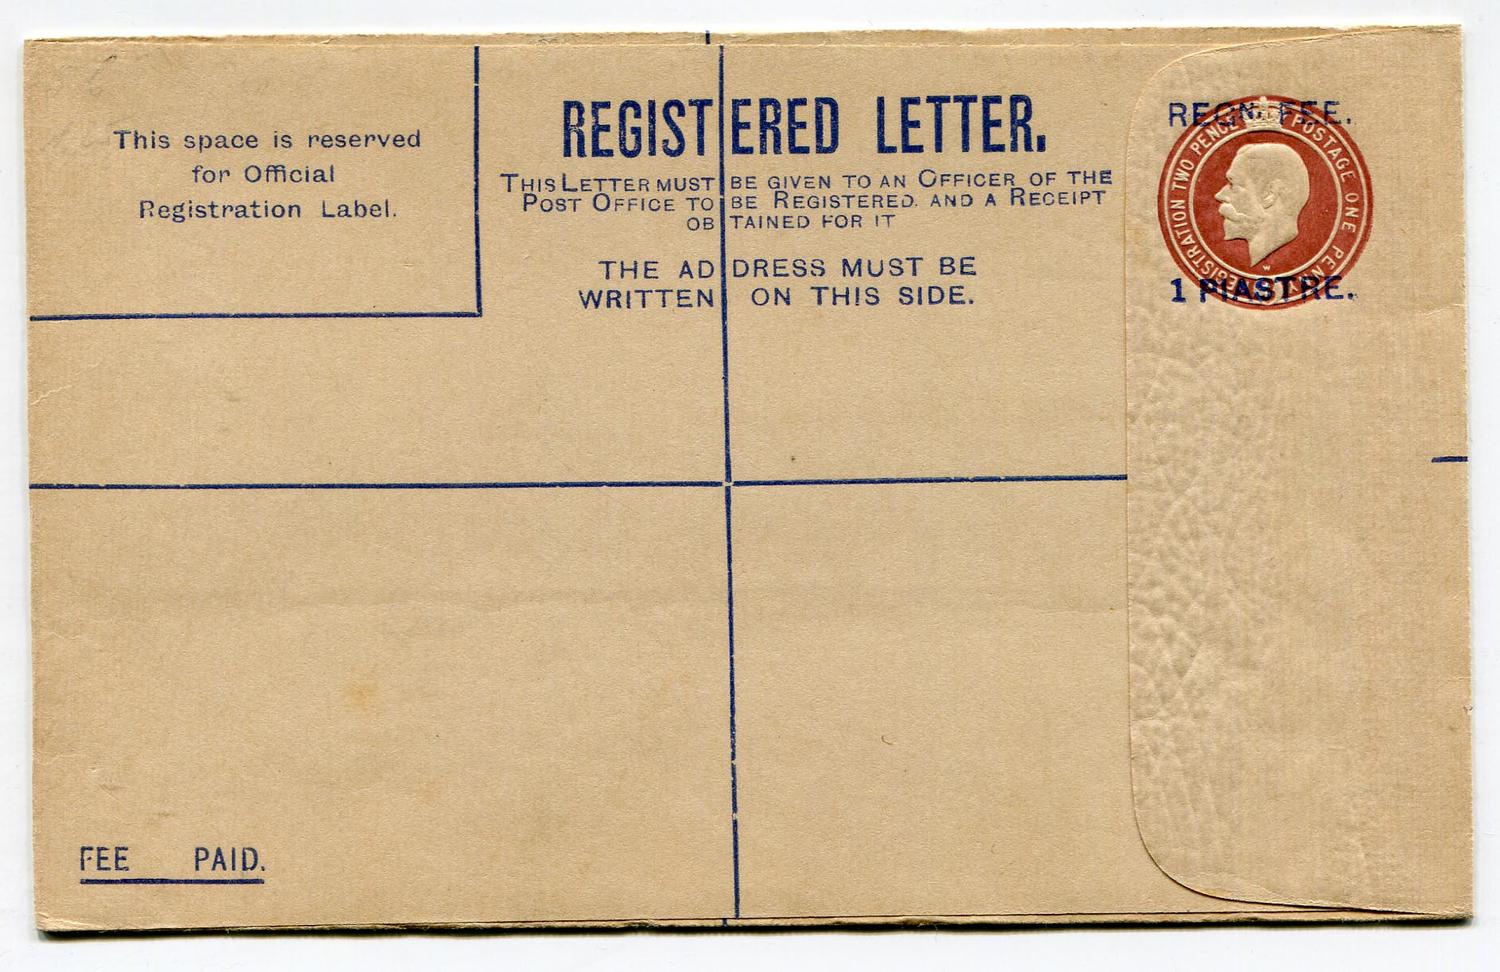 This space is reserved
for Official
Registration Label.
REGISTERED LETTER.
THIS LETTER MUST BE GIVEN TO AN OFFICER OF THE
POST OFFICE TO BE REGISTERED. AND A RECEIPT
OBTAINED FOR IT
THE ADDRESS MUST BE
WRITTEN ON THIS SIDE.
REGN. FEE.
REGISTRATION TWO PENCE
POSTAGE ONE PENNY
W
1 PIASTRE.
FEE PAID.